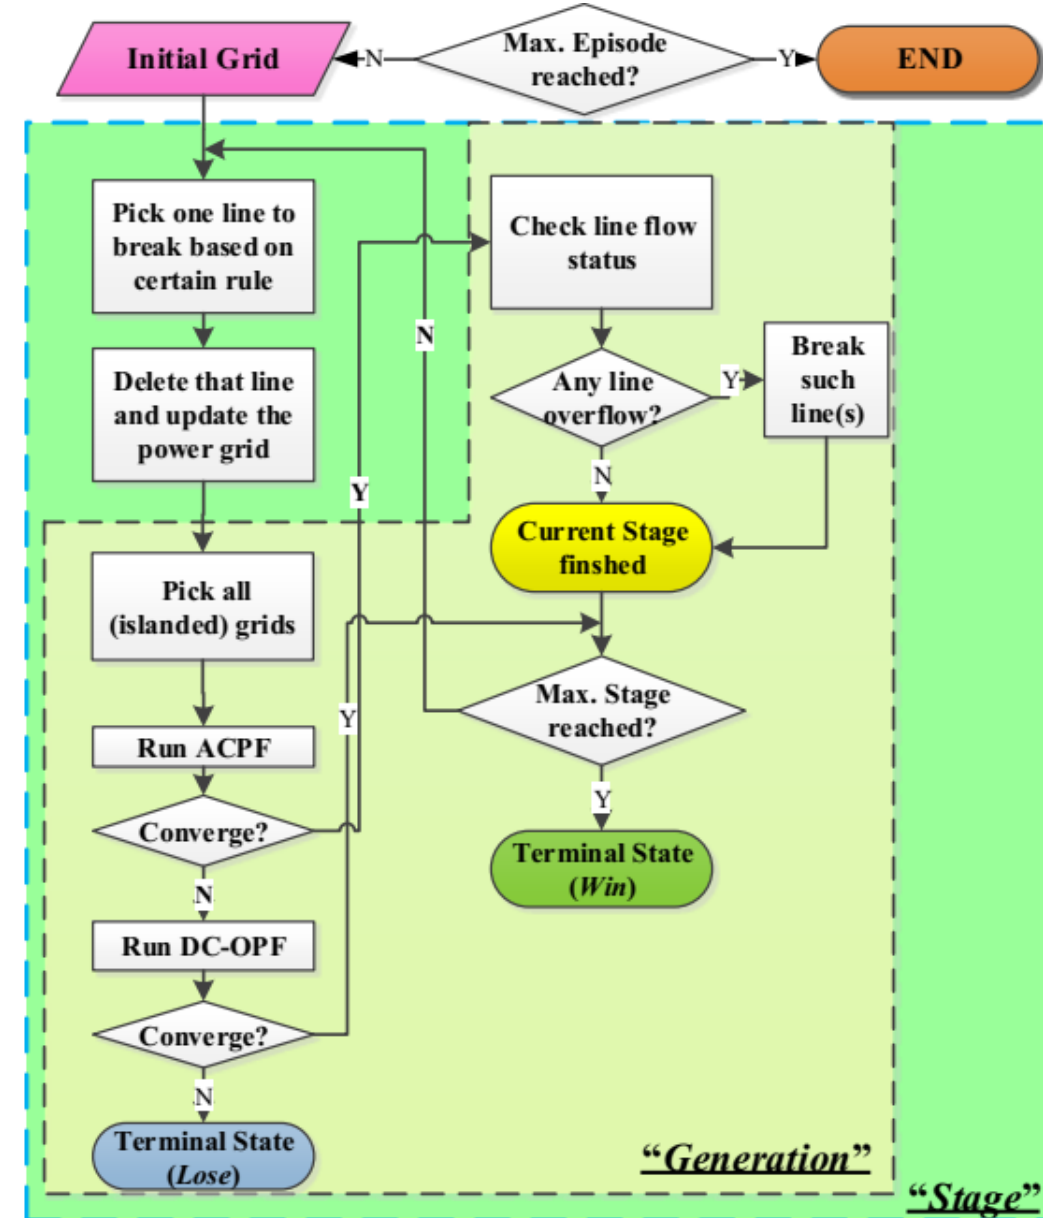 Initial Grid
N
Max. Episode
reached?
Y
END
Pick one line to
break based on
certain rule
Delete that line
and update the
power grid
Pick all
(islanded) grids
Run ACPF
Converge?
N
Run DC-OPF
Converge?
N
Terminal State
(Lose)
Y
Y
N
Check line flow
status
Any line
overflow?
Y
Break
such
line(s)
N
Current Stage
finshed
Max. Stage
reached?
Y
Terminal State
(Win)
“Generation”
“Stage”